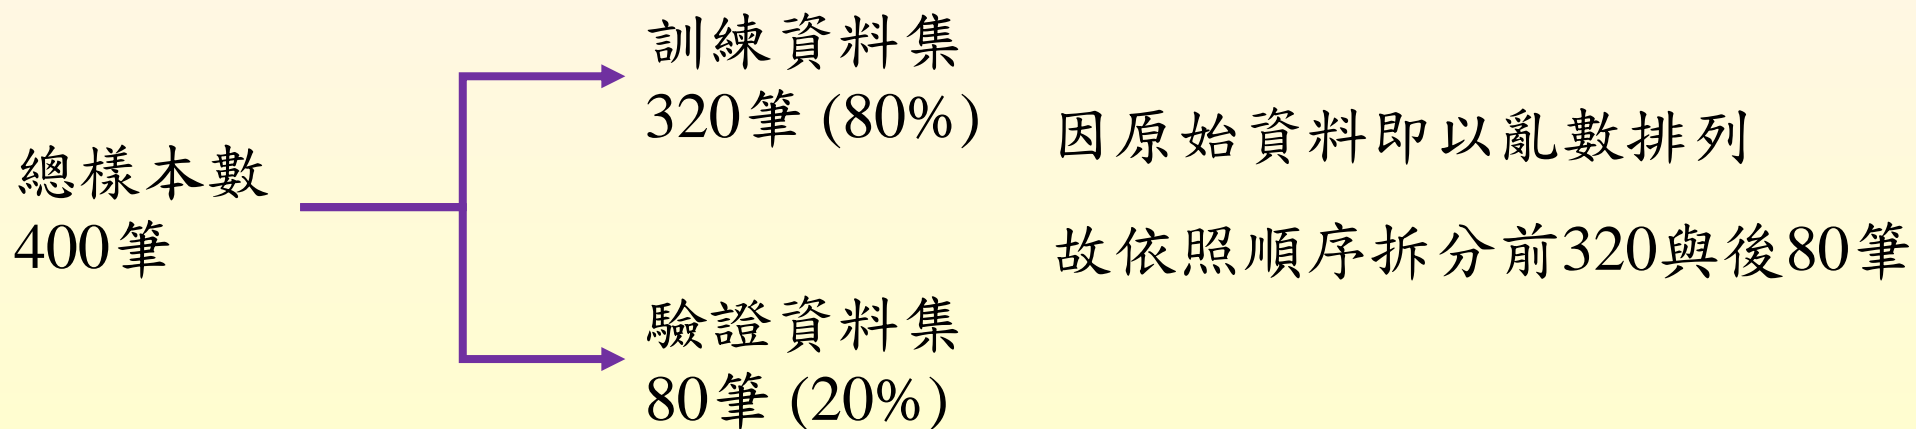 總樣本數
400筆
訓練資料集
320筆 (80%)
驗證資料集
80筆 (20%)
因原始資料即以亂數排列
故依照順序拆分前320與後80筆